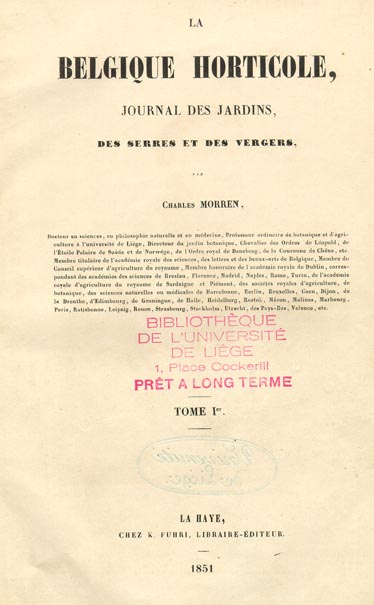 LA
BELGIQUE HORTICOLE,
JOURNAL DES JARDINS,
DES SERRES ET DES VERGERS,
PAR
CHARLES MORREN,
Docteur en sciences, en philosophie naturelle et en médecine, Professeur ordinaire de botanique et d'agri-
culture à l'université de Liége, Directeur du jardin botanique, Chevalier des Ordres de Léopold, de
l'Étoile Polaire de Suède et de Norwége, de l'Ordre royal de Danebrog, de la Couronne de Chêne, etc
Membre titulaire de l'académie royale des sciences, des lettres et des beaux-arts de Belgique, Membre du
Conseil supérieur d'agriculture du royaume, Membre honoraire de l'académie royale de Dublin, corres-
pondant des académies des sciences de Dresden, Florence, Madrid, Naples, Rome, Turin, de l'académie
royale d'agriculture du royaume de Sardaigne et Piémont, des sociétés royales d'agriculture, de
botanique, des sciences naturelles ou médicales de Barcelonne, Berlin, Bruxelles, Caen, Dijon, de
la Drenthe, d'Edimbourg, de Groningue, de Halle, Heidelberg, Rostok, Mâcon, Malines, Marbourg,
Paris, Ratisbonne, Leipzig, Rouen, Strasbourg, Stockholm, Utrecht, des Pays-Bas, Valence, etc.
BIBLIOTHÈQUE
DE L'UNIVERSITÉ
DE LIÈGE
1, Place Cockerill
PRÊT A LONG TERME
TOME Ier.
Université
de Liège.
LA HAYE,
CHEZ K. FUHRI, LIBRAIRE-ÉDITEUR.
1851